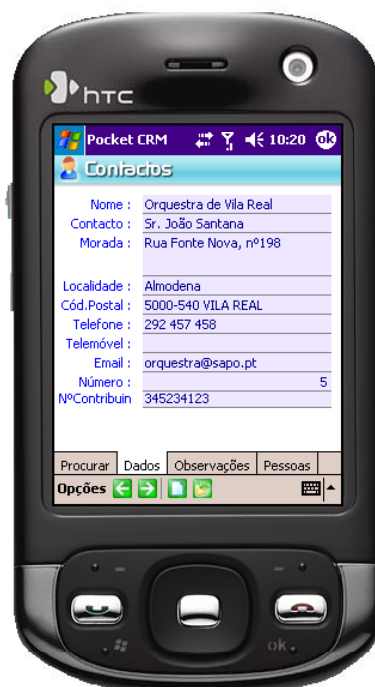 htc
Pocket CRM 10:20 ok
Contactos
Nome : Orquestra de Vila Real
Contacto : Sr. João Santana
Morada : Rua Fonte Nova, nº198
Localidade : Almodena
Cód.Postal : 5000-540 VILA REAL
Telefone : 292 457 458
Telemóvel :
Email : orquestra@sapo.pt
Número : 5
NºContribuin 345234123
Procurar Dados Observações Pessoas
Opções
ok